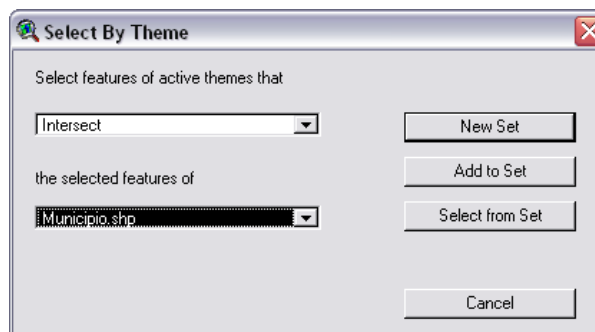 Select By Theme
Select features of active themes that
Intersect
New Set
Add to Set
the selected features of
Municipio.shp
Select from Set
Cancel